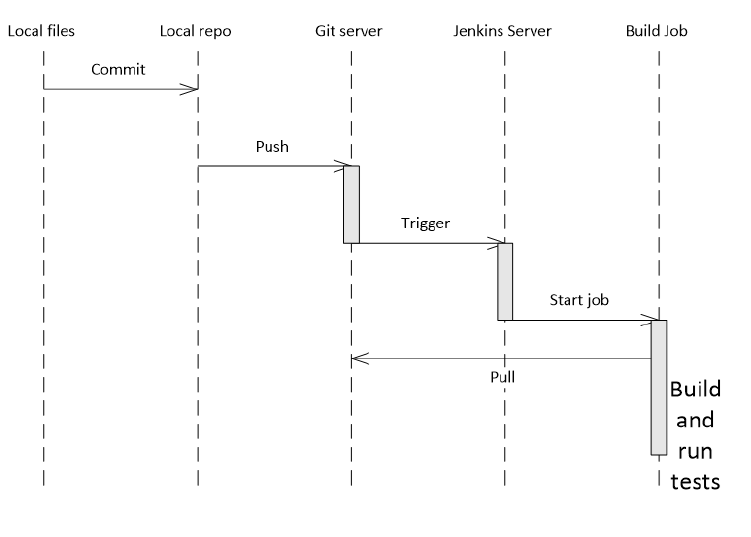 Local files
Local repo
Git server
Jenkins Server
Build Job
Commit
Push
Trigger
Start job
Pull
Build
and
run
tests